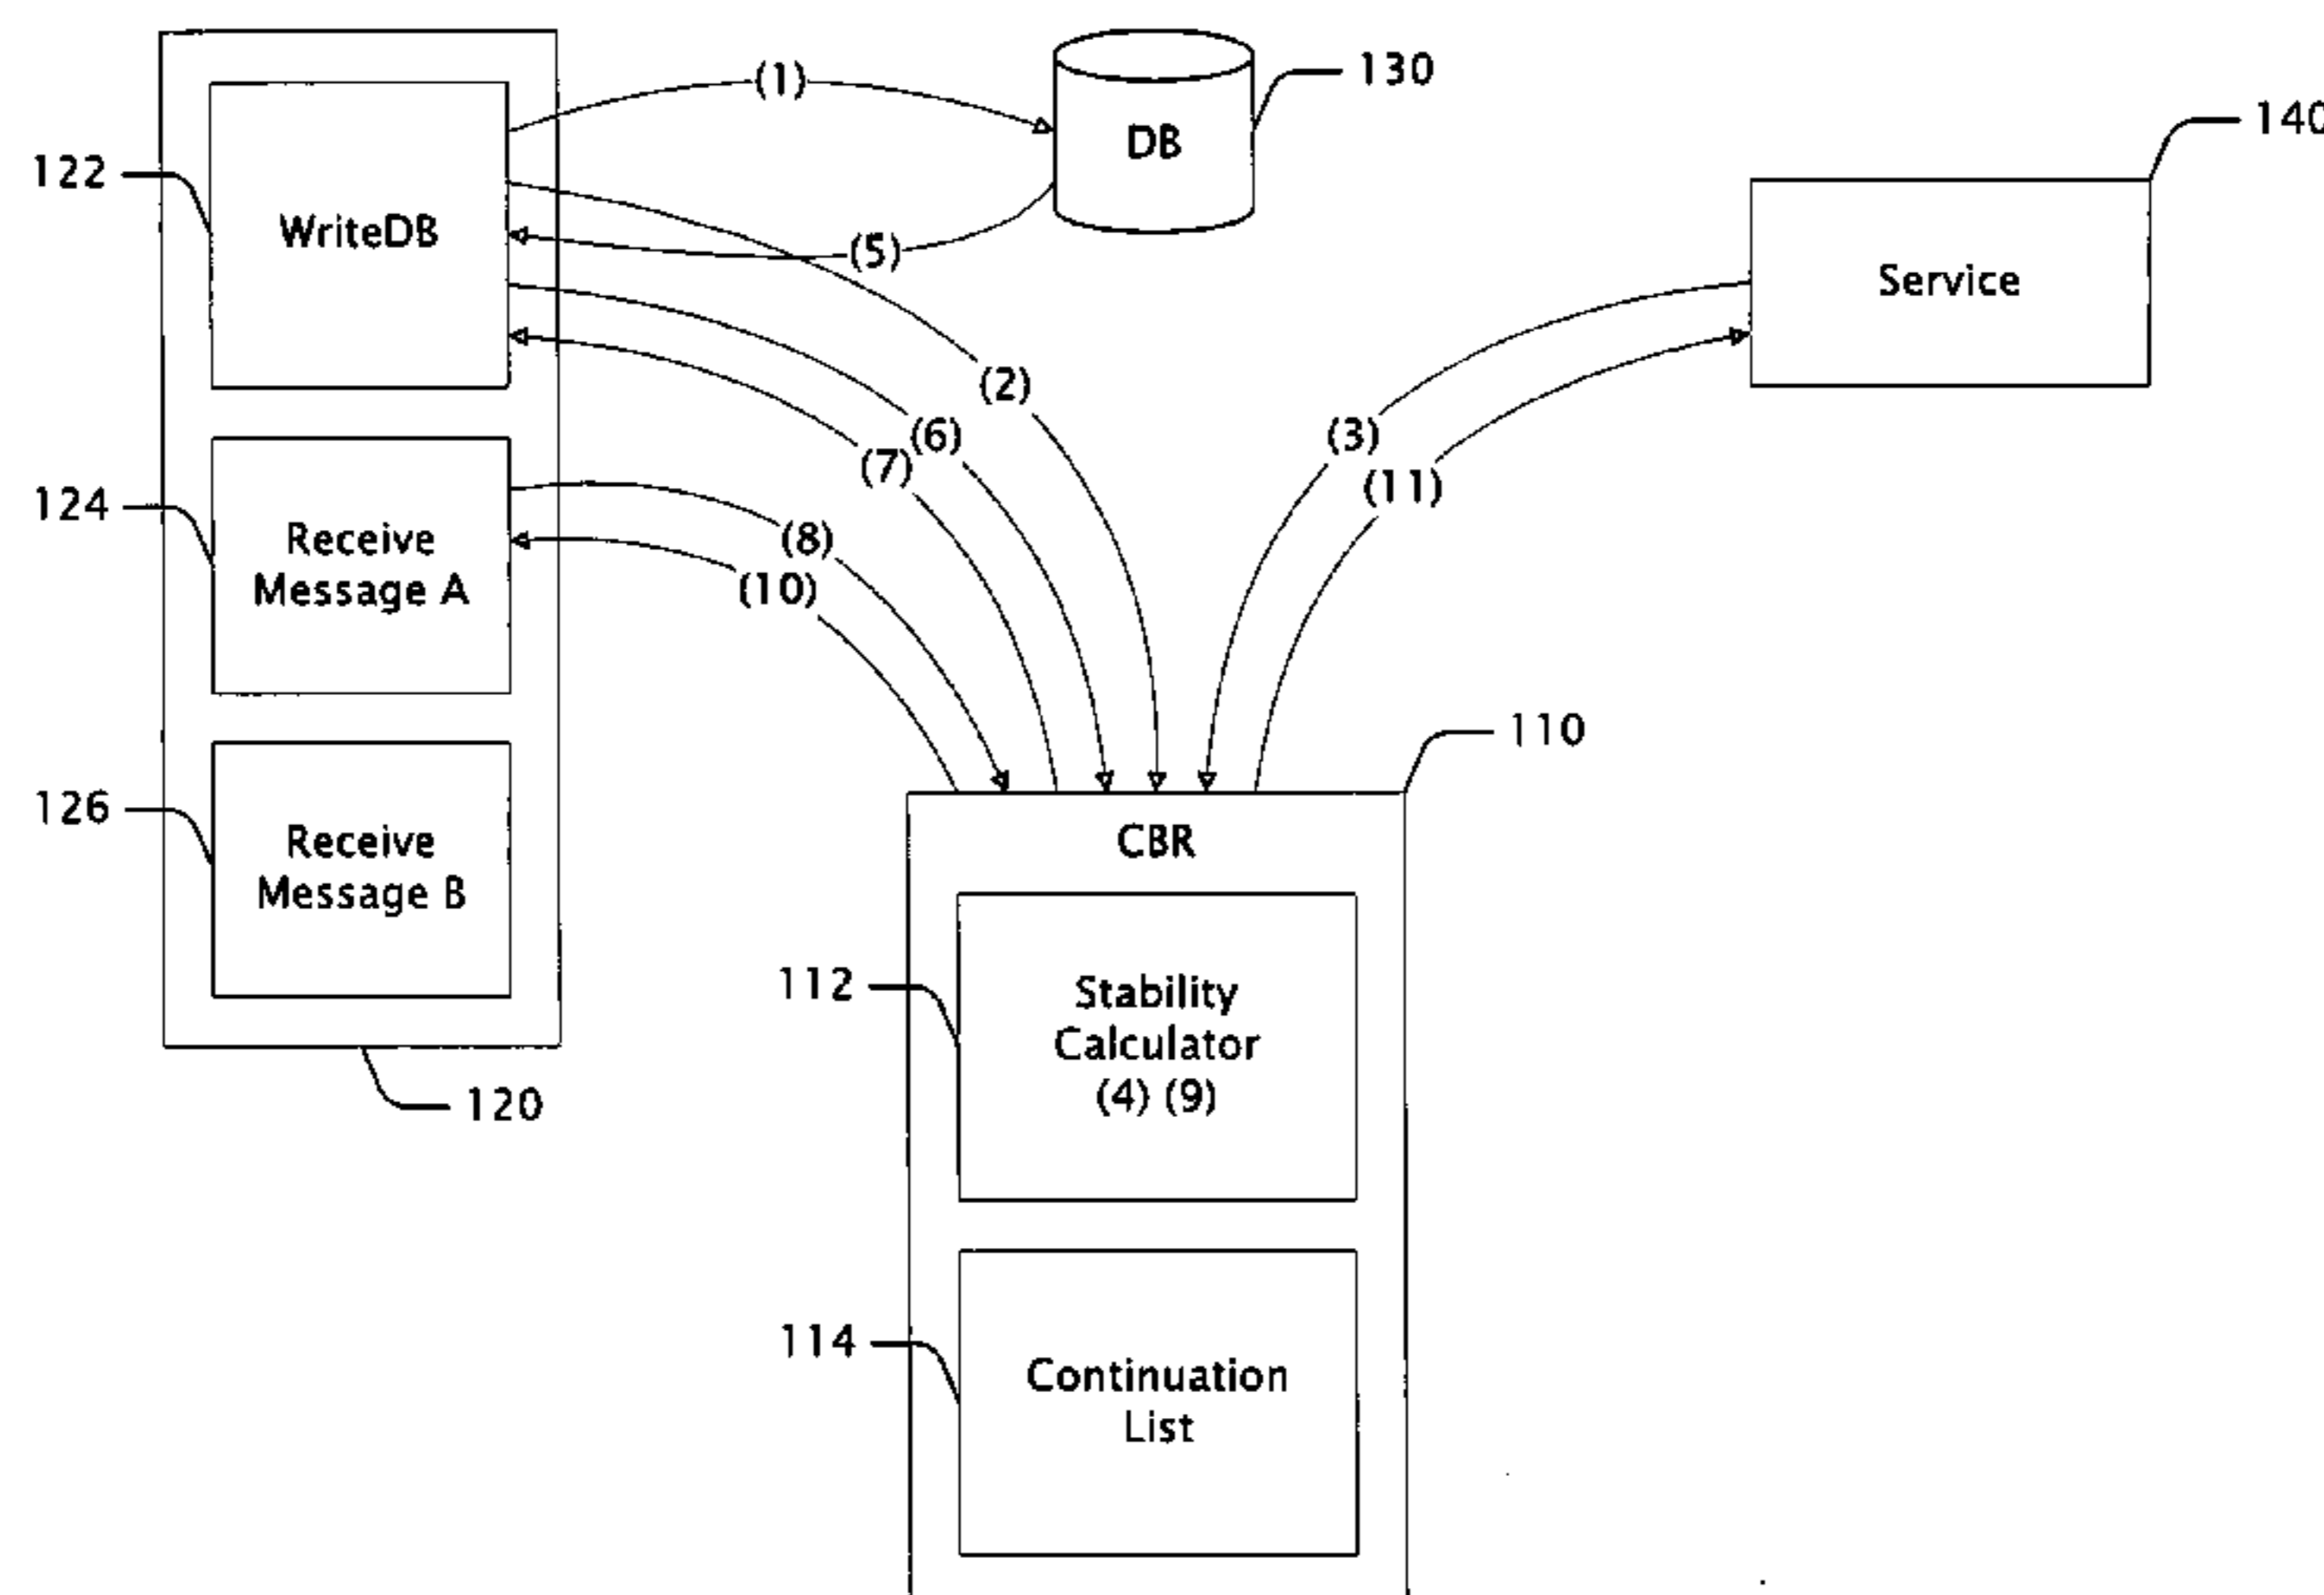 (1)
130
DB
140
122
WriteDB
(5)
Service
(2)
(6)
(3)
(7)
(11)
124
Receive
Message A
(8)
(10)
110
126
Receive
Message B
CBR
112
Stability
Calculator
(4) (9)
120
114
Continuation
List